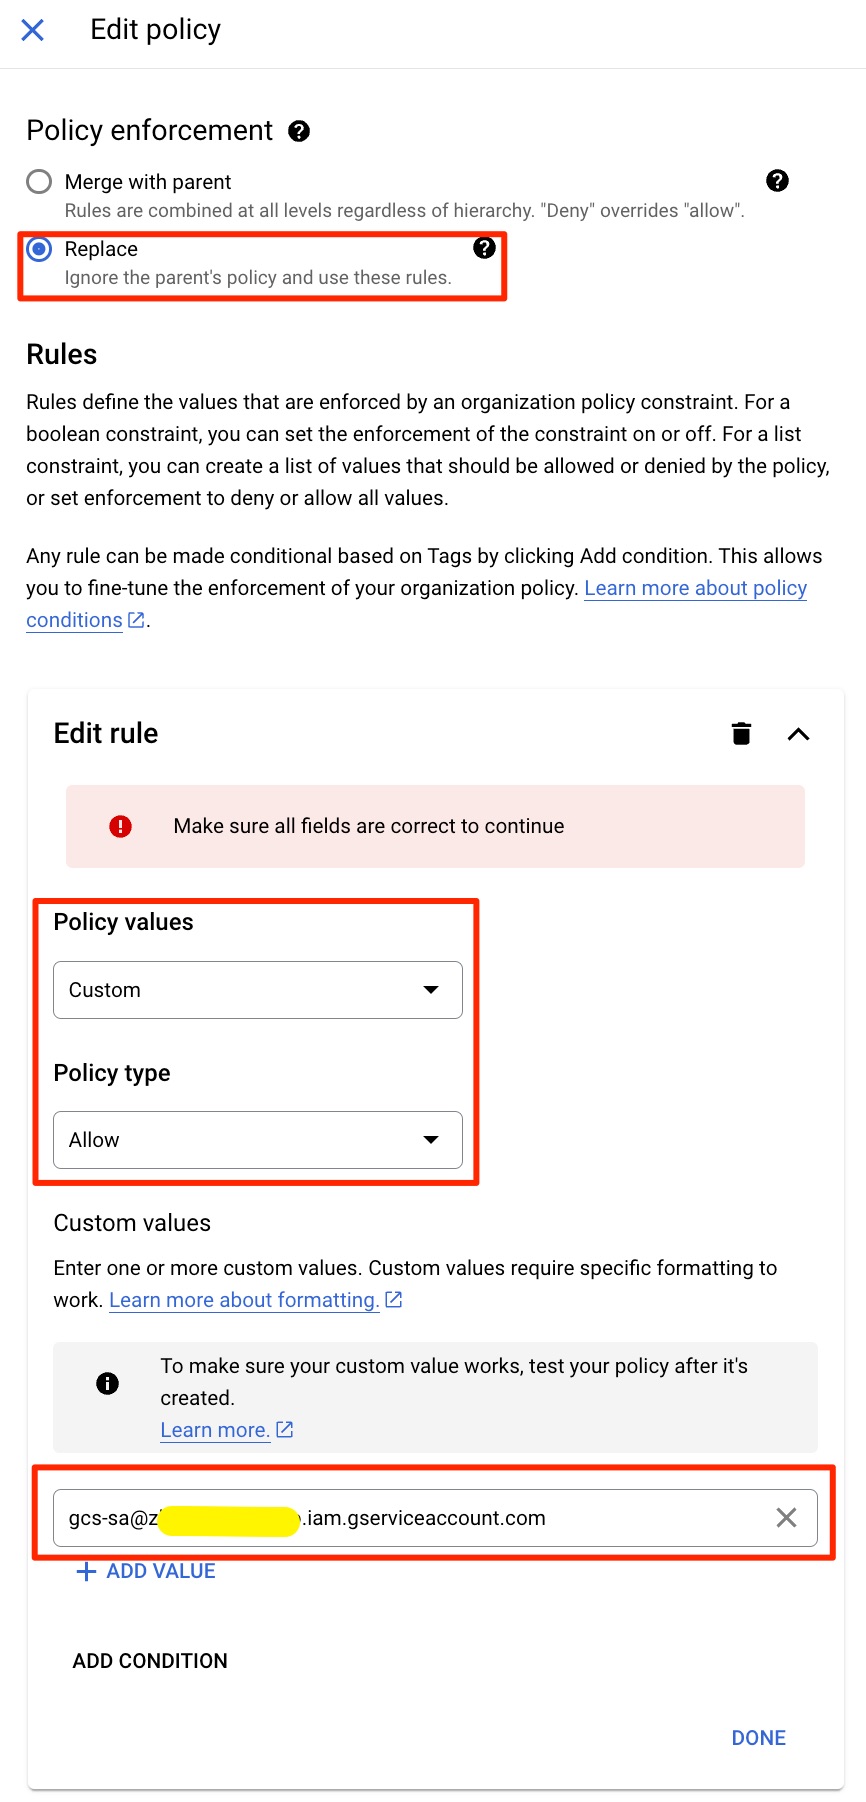 Edit policy
Policy enforcement
Merge with parent
Rules are combined at all levels regardless of hierarchy. "Deny" overrides "allow".
Replace
Ignore the parent's policy and use these rules.
Rules
Rules define the values that are enforced by an organization policy constraint. For a
boolean constraint, you can set the enforcement of the constraint on or off. For a list
constraint, you can create a list of values that should be allowed or denied by the policy,
or set enforcement to deny or allow all values.
Any rule can be made conditional based on Tags by clicking Add condition. This allows
you to fine-tune the enforcement of your organization policy. Learn more about policy
conditions.
Edit rule
Make sure all fields are correct to continue
Policy values
Custom
Policy type
Allow
Custom values
Enter one or more custom values. Custom values require specific formatting to
work. Learn more about formatting.
To make sure your custom value works, test your policy after it's
created.
Learn more.
gcs-sa@z .iam.gserviceaccount.com
ADD VALUE
ADD CONDITION
DONE